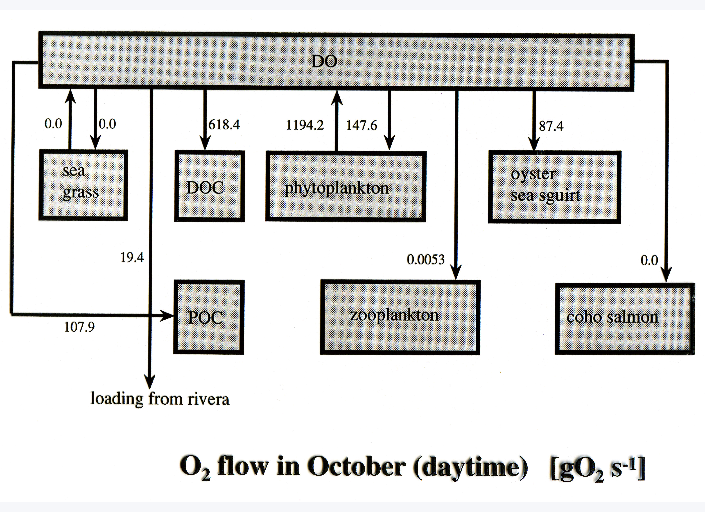 DO
0.0
0.0
618.4
1194.2
147.6
87.4
sea
grass
DOC
phytoplankton
oyster
sea sguirt
19.4
0.0053
0.0
107.9
POC
zooplankton
coho salmon
loading from rivera
O₂ flow in October (daytime) [gO₂ s⁻¹]